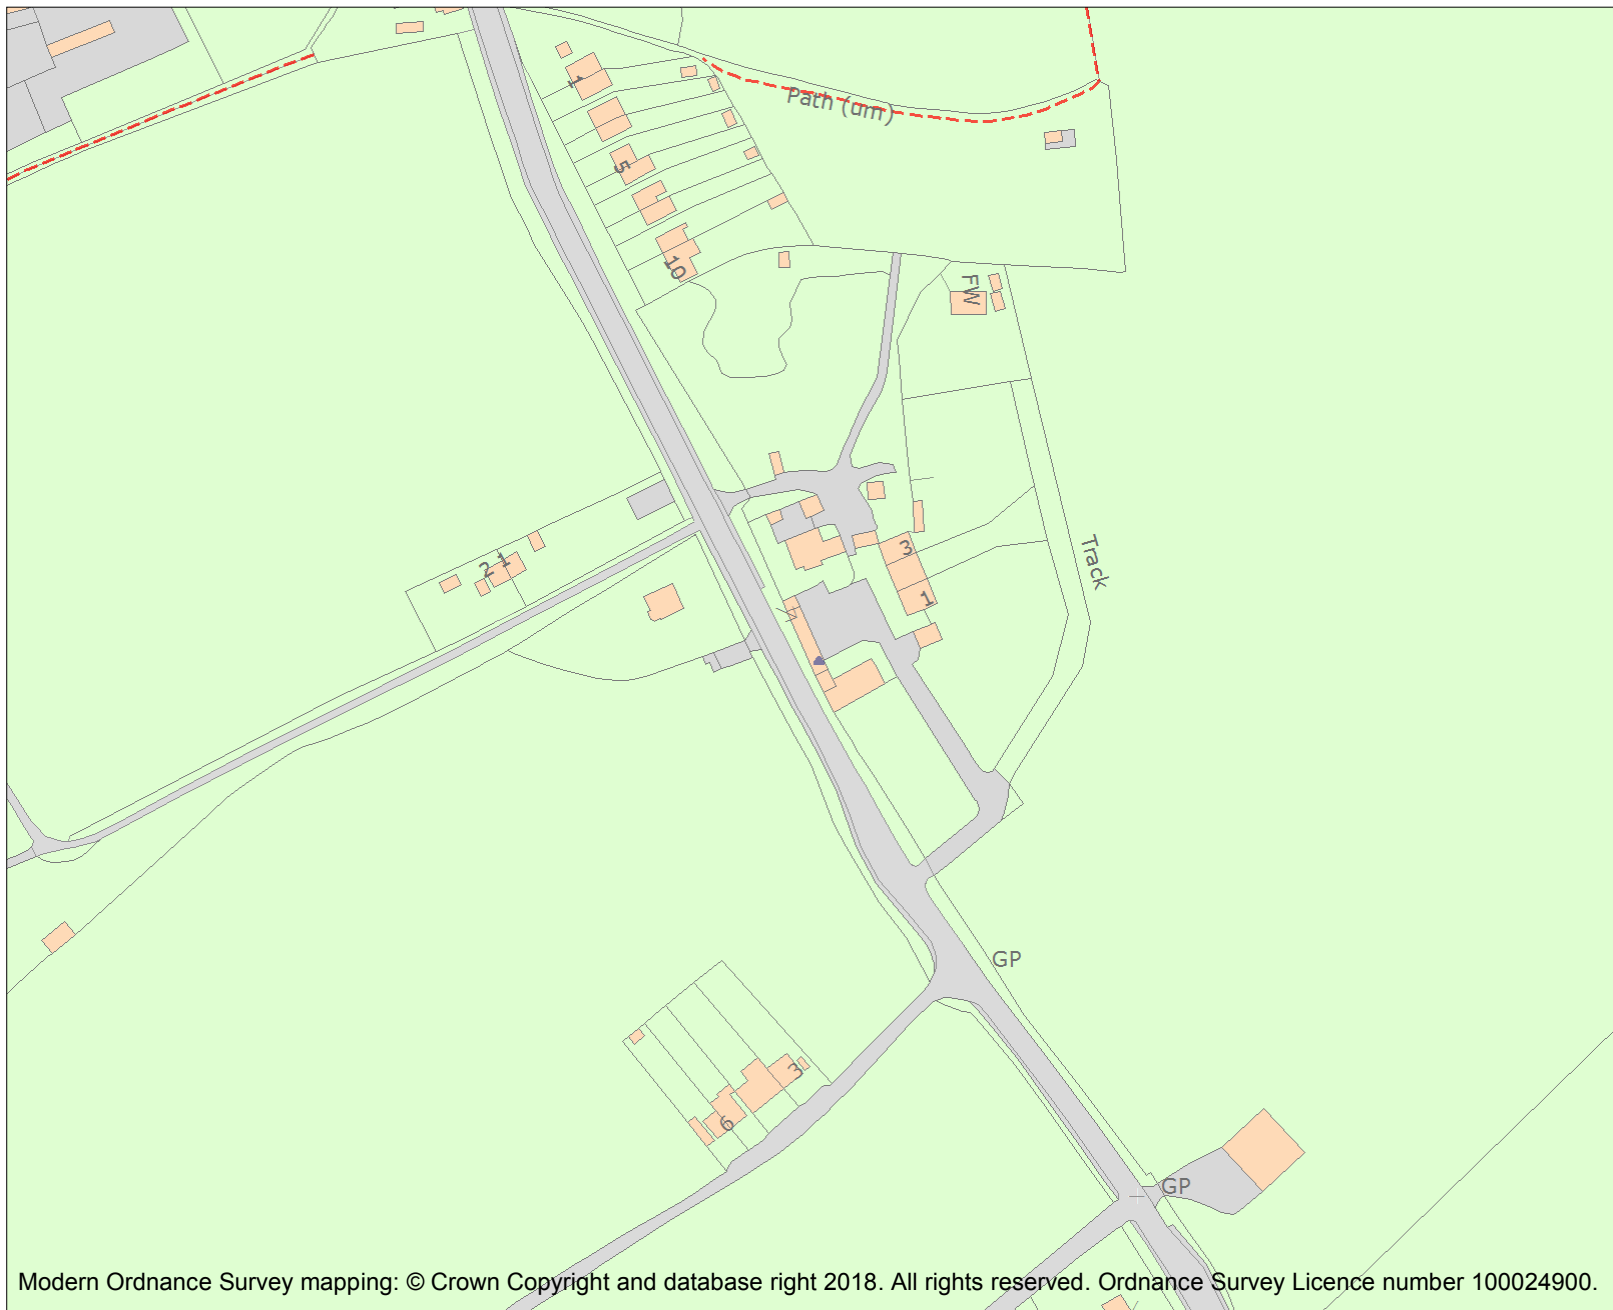 1
Path (um)
5
10
FW
2 1
3
Track
1
GP
3
6
GP
Modern Ordnance Survey mapping: © Crown Copyright and database right 2018. All rights reserved. Ordnance Survey Licence number 100024900.